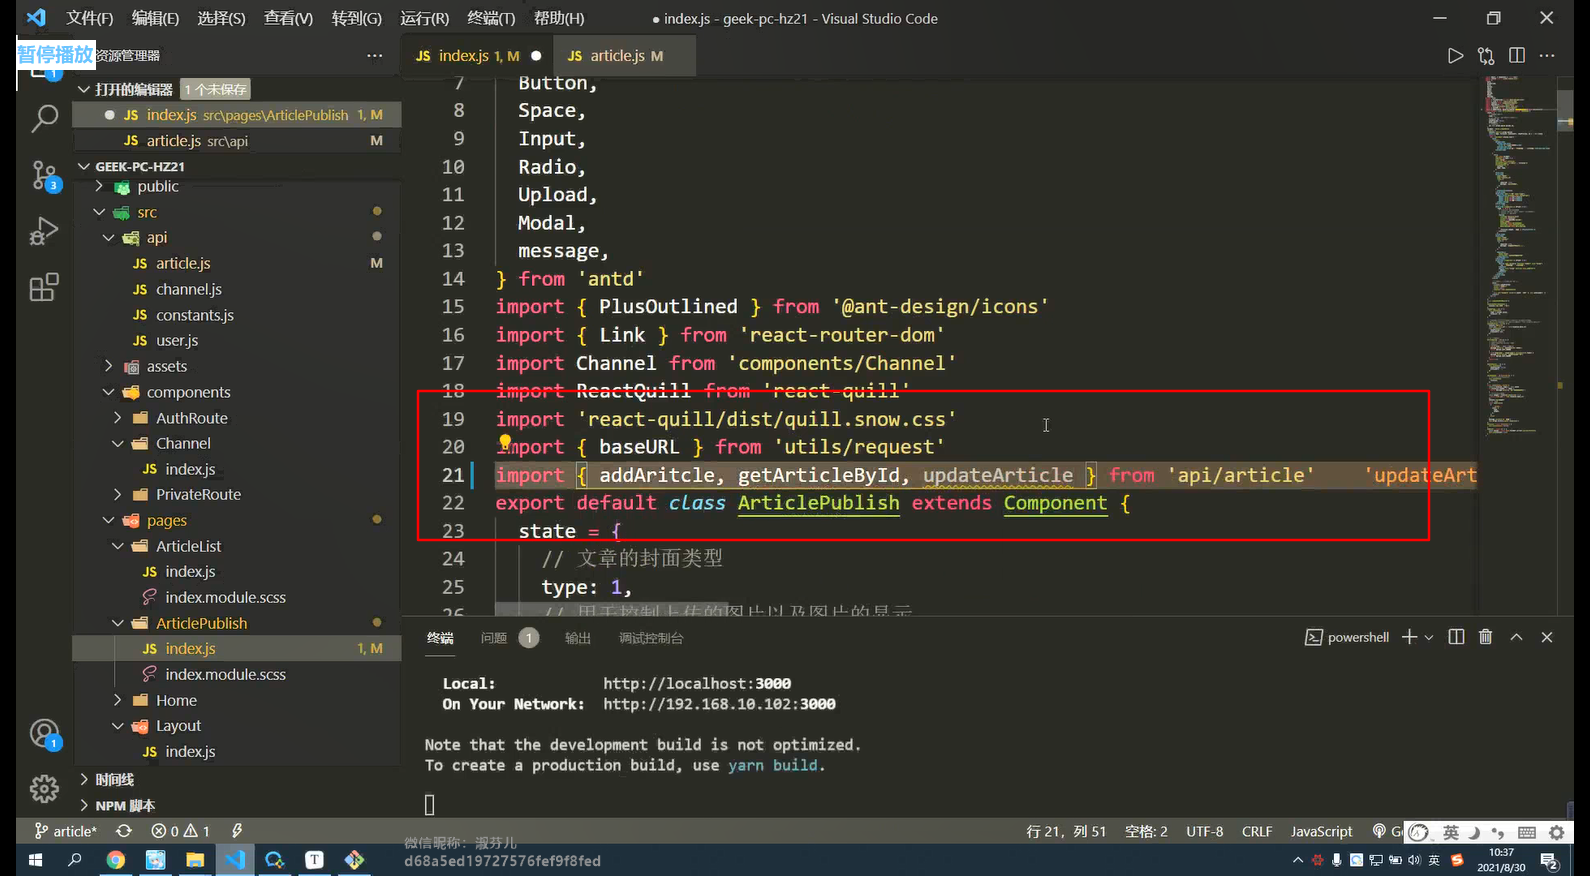 文件(F) 编辑(E) 选择(S) 查看(V) 转到(G) 运行(R) 终端(T) 帮助(H) ● index.js - geek-pc-hz21 - Visual Studio Code
暂停播放
资源管理器 ···
JS index.js 1, M ●
JS article.js M
打开的编辑器 1 个未保存
● JS index.js src\pages\ArticlePublish 1, M
JS article.js src\api M
GEEK-PC-HZ21
public
src
api
JS article.js M
JS channel.js
JS constants.js
JS user.js
assets
components
AuthRoute
Channel
JS index.js
PrivateRoute
pages
ArticleList
JS index.js
index.module.scss
ArticlePublish
JS index.js 1, M
index.module.scss
Home
Layout
JS index.js
时间线
NPM 脚本
1
3
1
7 Button,
8 Space,
9 Input,
10 Radio,
11 Upload,
12 Modal,
13 message,
14 } from 'antd'
15 import { PlusOutlined } from '@ant-design/icons'
16 import { Link } from 'react-router-dom'
17 import Channel from 'components/Channel'
18 import ReactQuill from 'react-quill'
19 import 'react-quill/dist/quill.snow.css'
20 import { baseURL } from 'utils/request'
21 import { addAritcle, getArticleById, updateArticle } from 'api/article' 'updateArt
22 export default class ArticlePublish extends Component {
23 state = {
24 // 文章的封面类型
25 type: 1,
26 // 用于控制上传的图片以及图片的显示
终端 问题 1 输出 调试控制台 powershell
Local: http://localhost:3000
On Your Network: http://192.168.10.102:3000
Note that the development build is not optimized.
To create a production build, use yarn build.
article* 0 1 行 21，列 51 空格: 2 UTF-8 CRLF JavaScript 英
微信昵称: 淑芬儿
d68a5ed19727576fef9f8fed
英 10:37
2021/8/30 2